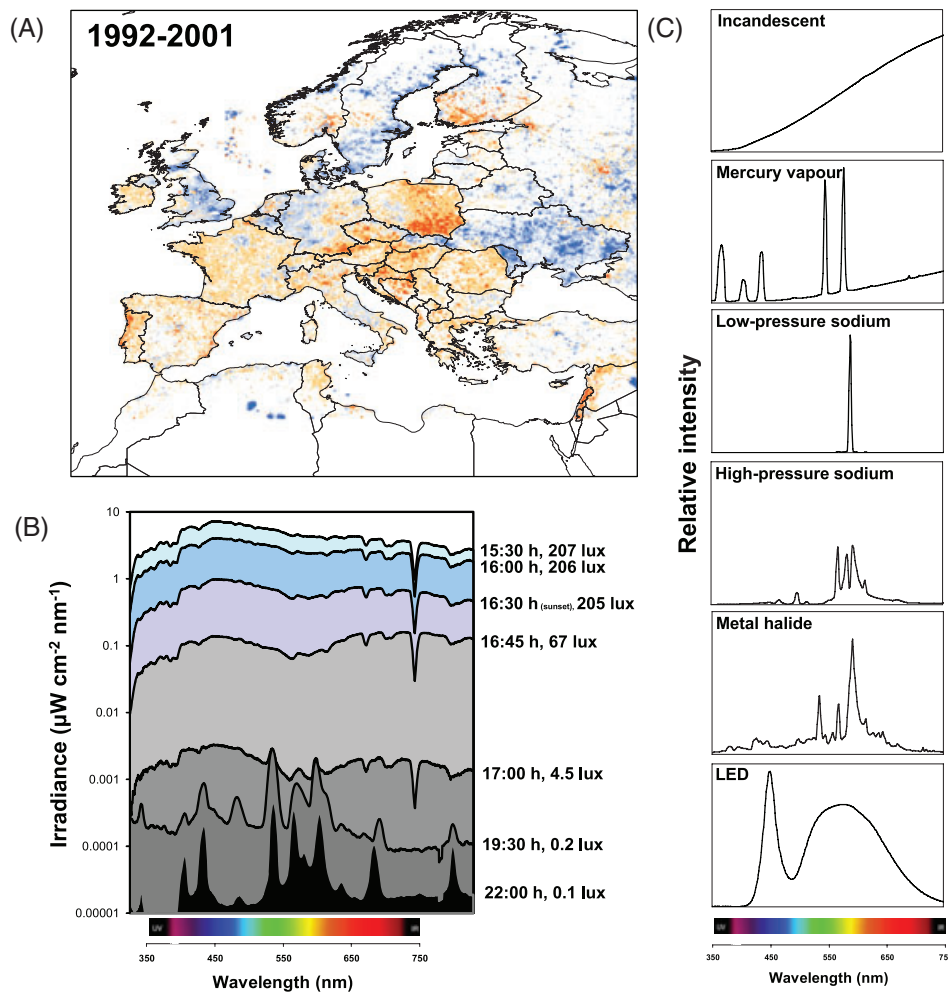 (A)
1992-2001
(B)
Irradiance (µW cm-2 nm-1)
10
1
0.1
0.01
0.001
0.0001
0.00001
15:30 h, 207 lux
16:00 h, 206 lux
16:30 h (sunset), 205 lux
16:45 h, 67 lux
17:00 h, 4.5 lux
19:30 h, 0.2 lux
22:00 h, 0.1 lux
UV
IR
350 450 550 650 750
Wavelength (nm)
(C)
Relative intensity
Incandescent
Mercury vapour
Low-pressure sodium
High-pressure sodium
Metal halide
LED
UV
IR
350 450 550 650 75
Wavelength (nm)